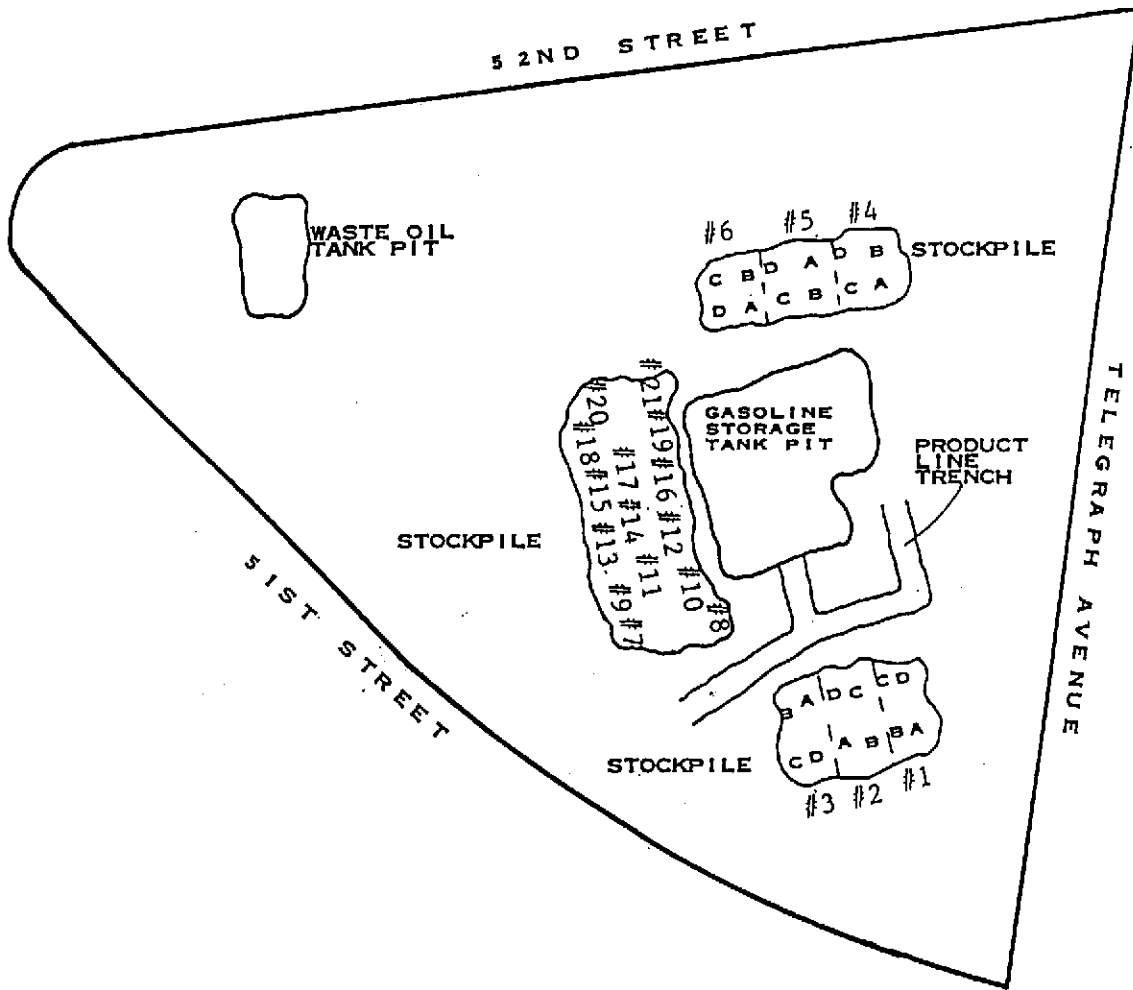 52ND STREET
WASTE OIL
TANK PIT
#6 #5 #4
C B D A D B
D A C B C A
STOCKPILE
TELEGRAPH AVENUE
GASOLINE
STORAGE
TANK PIT
PRODUCT
LINE
TRENCH
#20 #18 #15 #13 #9 #7
#17 #14 #11
#21 #19 #16 #12 #10 #8
STOCKPILE
51ST STREET
B A D C C D
C D A B B A
STOCKPILE
#3 #2 #1